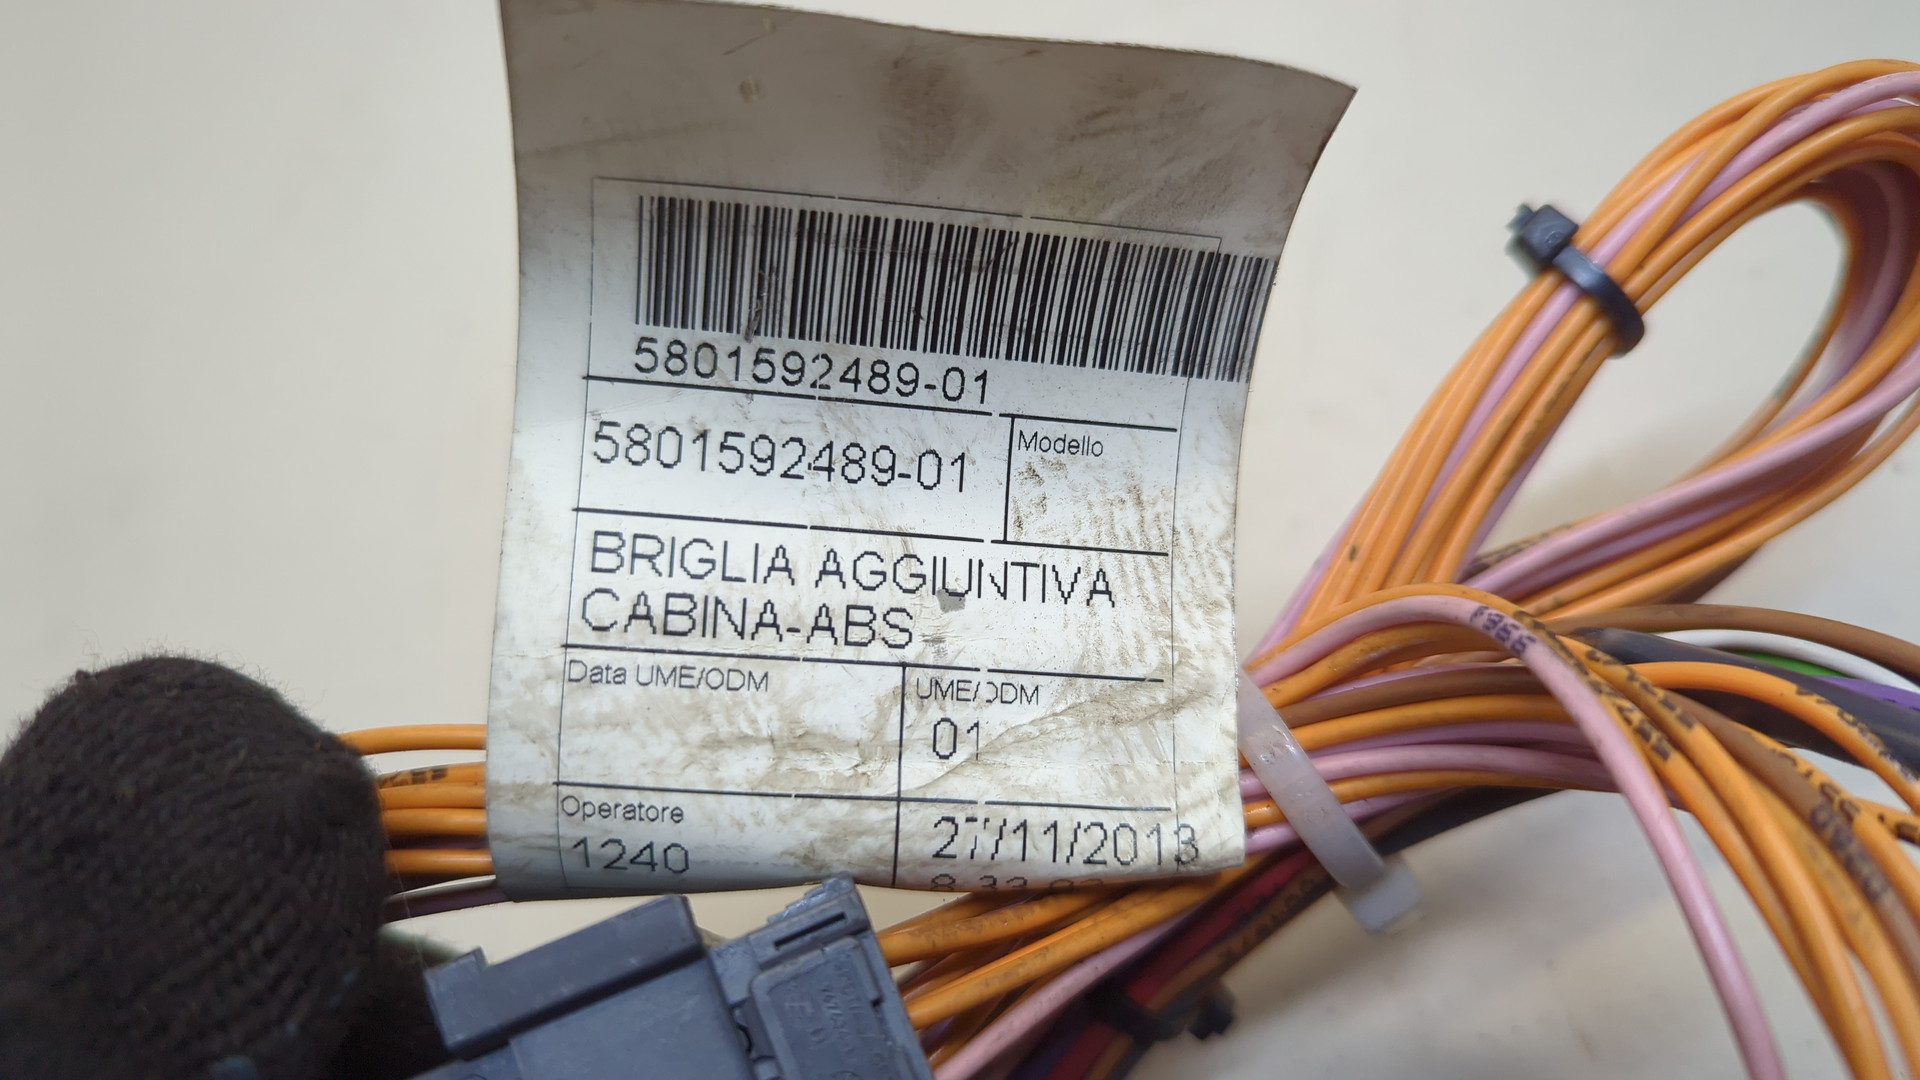 5801592489-01
5801592489-01
Modello
BRIGLIA AGGIUNTIVA
CABINA-ABS
Data UME/ODM
UME/ODM
01
Operatore
1240
27/11/2013